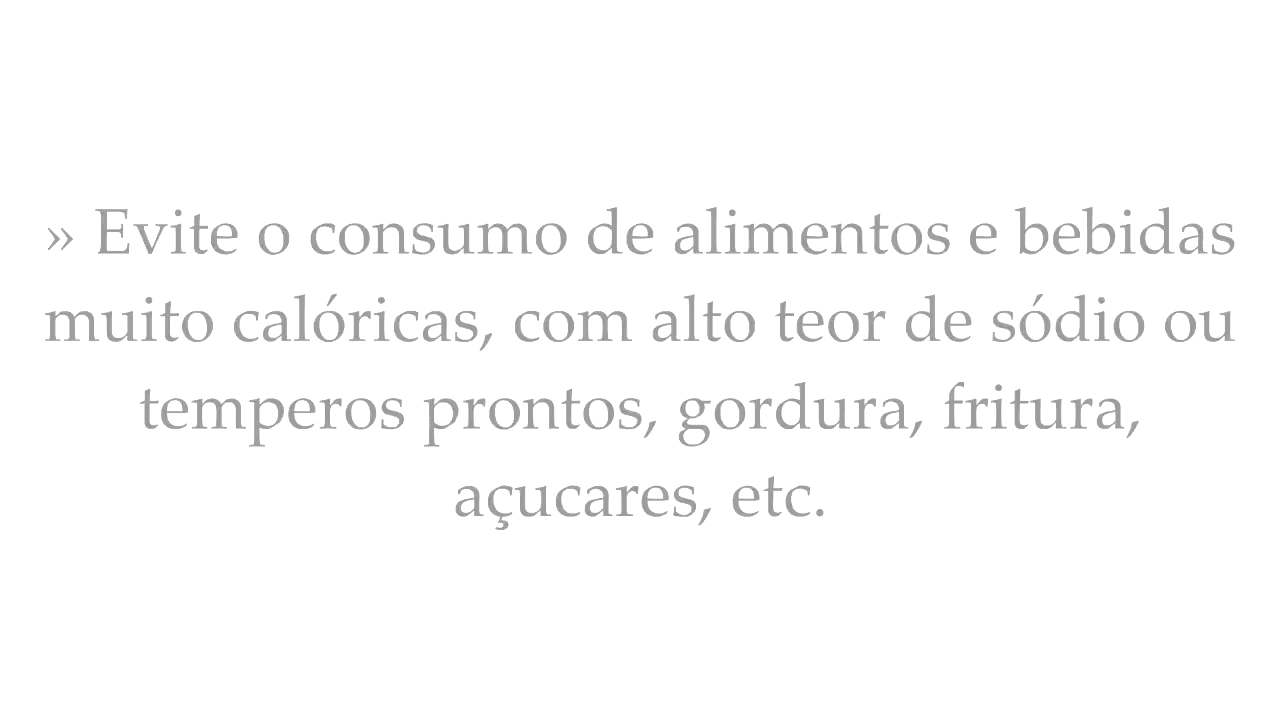 » Evite o consumo de alimentos e bebidas
muito calóricas, com alto teor de sódio ou
temperos prontos, gordura, fritura,
açucares, etc.